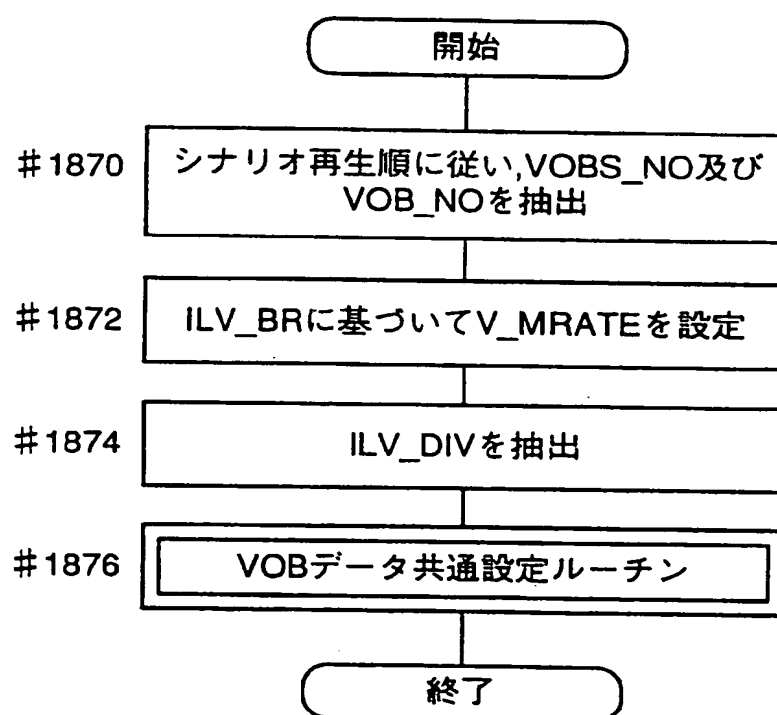 開始
#1870
シナリオ再生順に従い,VOBS_NO及び
VOB_NOを抽出
#1872
ILV_BRに基づいてV_MRATEを設定
#1874
ILV_DIVを抽出
#1876
VOBデータ共通設定ルーチン
終了